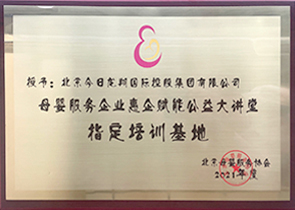 授予：北京今日宝树国际控股集团有限公司
母婴服务企业惠企赋能公益大讲堂
指定培训基地
北京母婴服务协会
2021年度